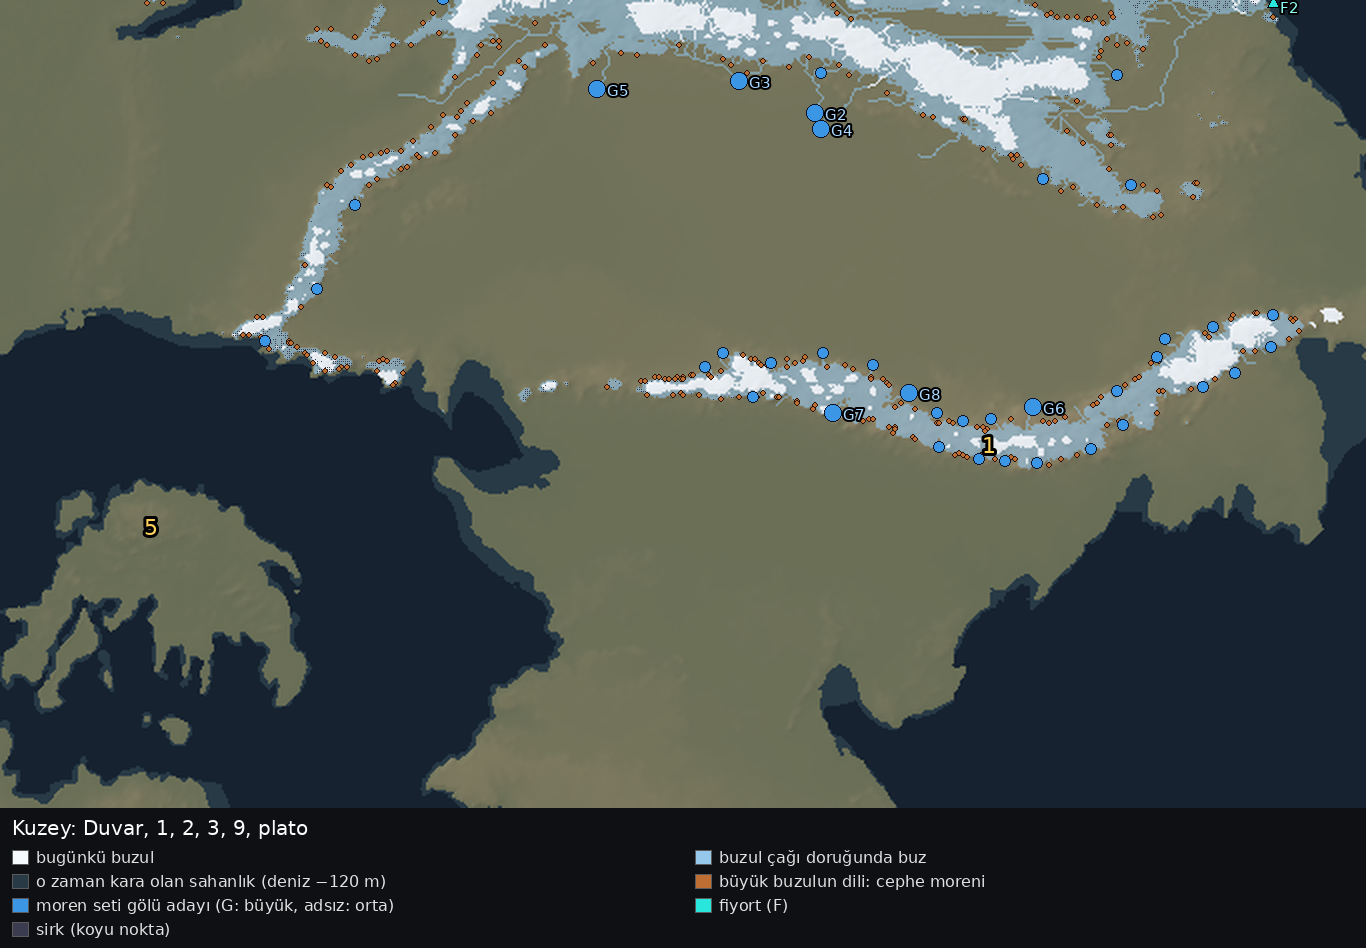 F2
G5
G3
G2
G4
G8
G6
G7
1
5
Kuzey: Duvar, 1, 2, 3, 9, plato
bugünkü buzul
buzul çağı doruğunda buz
o zaman kara olan sahanlık (deniz −120 m)
büyük buzulun dili: cephe moreni
moren seti gölü adayı (G: büyük, adsız: orta)
fiyort (F)
sirk (koyu nokta)